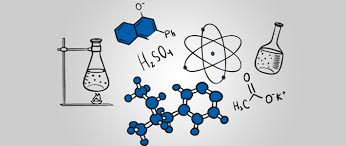 O⁻
Ph
H₂SO₄
O
H₃C O⁻K⁺